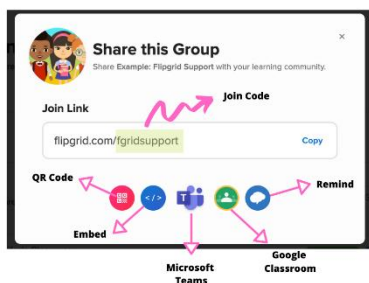 ×
Share this Group
Share Example: Flipgrid Support with your learning community.
Join Code
Join Link
flipgrid.com/fgridsupport
Copy
QR Code
</>
T
Remind
Embed
Microsoft
Teams
Google
Classroom